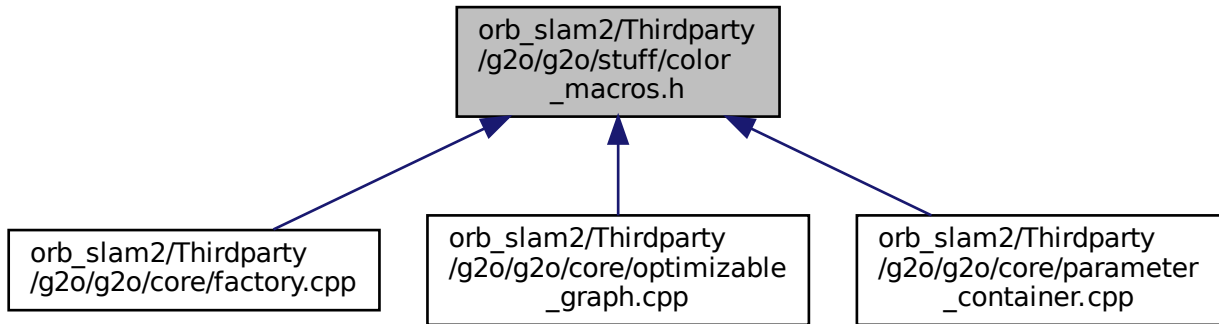 orb_slam2/Thirdparty
/g2o/g2o/stuff/color
_macros.h
orb_slam2/Thirdparty
/g2o/g2o/core/factory.cpp
orb_slam2/Thirdparty
/g2o/g2o/core/optimizable
_graph.cpp
orb_slam2/Thirdparty
/g2o/g2o/core/parameter
_container.cpp